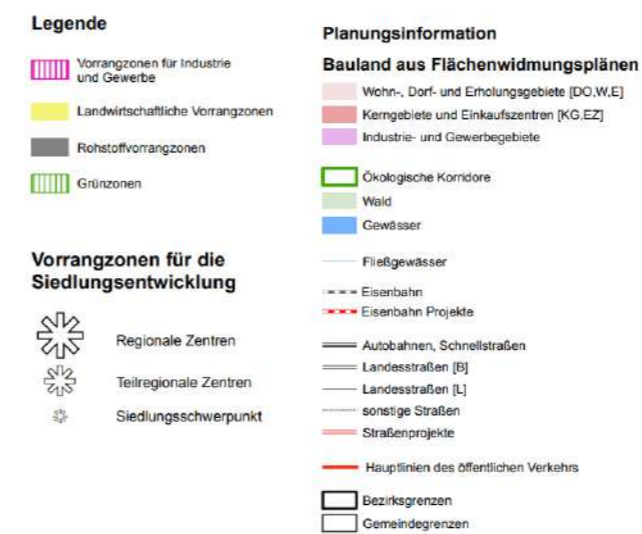 Legende
Vorrangzonen für Industrie
und Gewerbe
Landwirtschaftliche Vorrangzonen
Rohstoffvorrangzonen
Grünzonen
Vorrangzonen für die
Siedlungsentwicklung
Regionale Zentren
Teilregionale Zentren
Siedlungsschwerpunkt
Planungsinformation
Bauland aus Flächenwidmungsplänen
Wohn-, Dorf- und Erholungsgebiete [DO,W,E]
Kerngebiete und Einkaufszentren [KG,EZ]
Industrie- und Gewerbegebiete
Ökologische Korridore
Wald
Gewässer
Fließgewässer
Eisenbahn
Eisenbahn Projekte
Autobahnen, Schnellstraßen
Landesstraßen [B]
Landesstraßen [L]
sonstige Straßen
Straßenprojekte
Hauptlinien des öffentlichen Verkehrs
Bezirksgrenzen
Gemeindegrenzen